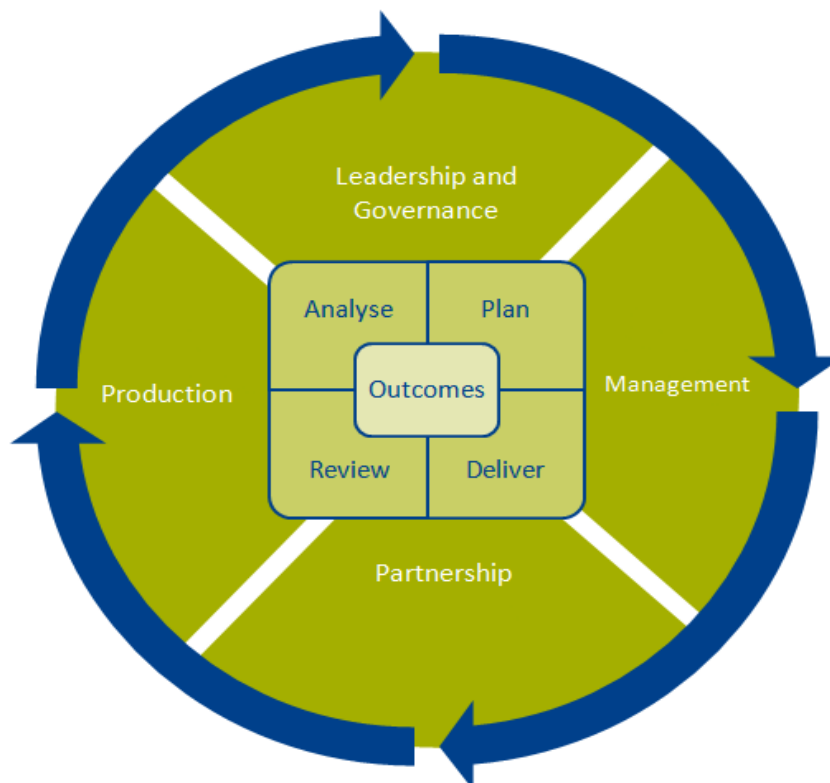 Leadership and
Governance
Analyse
Plan
Production
Outcomes
Management
Review
Deliver
Partnership